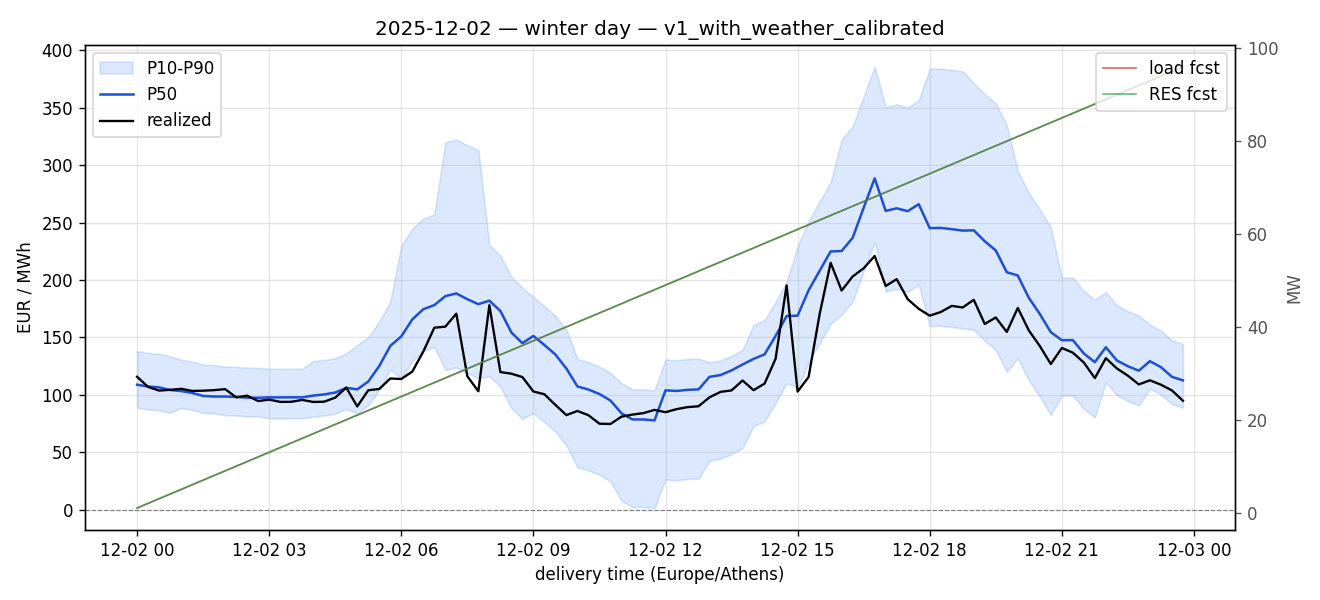 2025-12-02 — winter day — v1_with_weather_calibrated
P10-P90
P50
realized
load fcst
RES fcst
EUR / MWh
400
350
300
250
200
150
100
50
0
100
80
60
40
20
0
MW
12-02 00
12-02 03
12-02 06
12-02 09
12-02 12
12-02 15
12-02 18
12-02 21
12-03 00
delivery time (Europe/Athens)